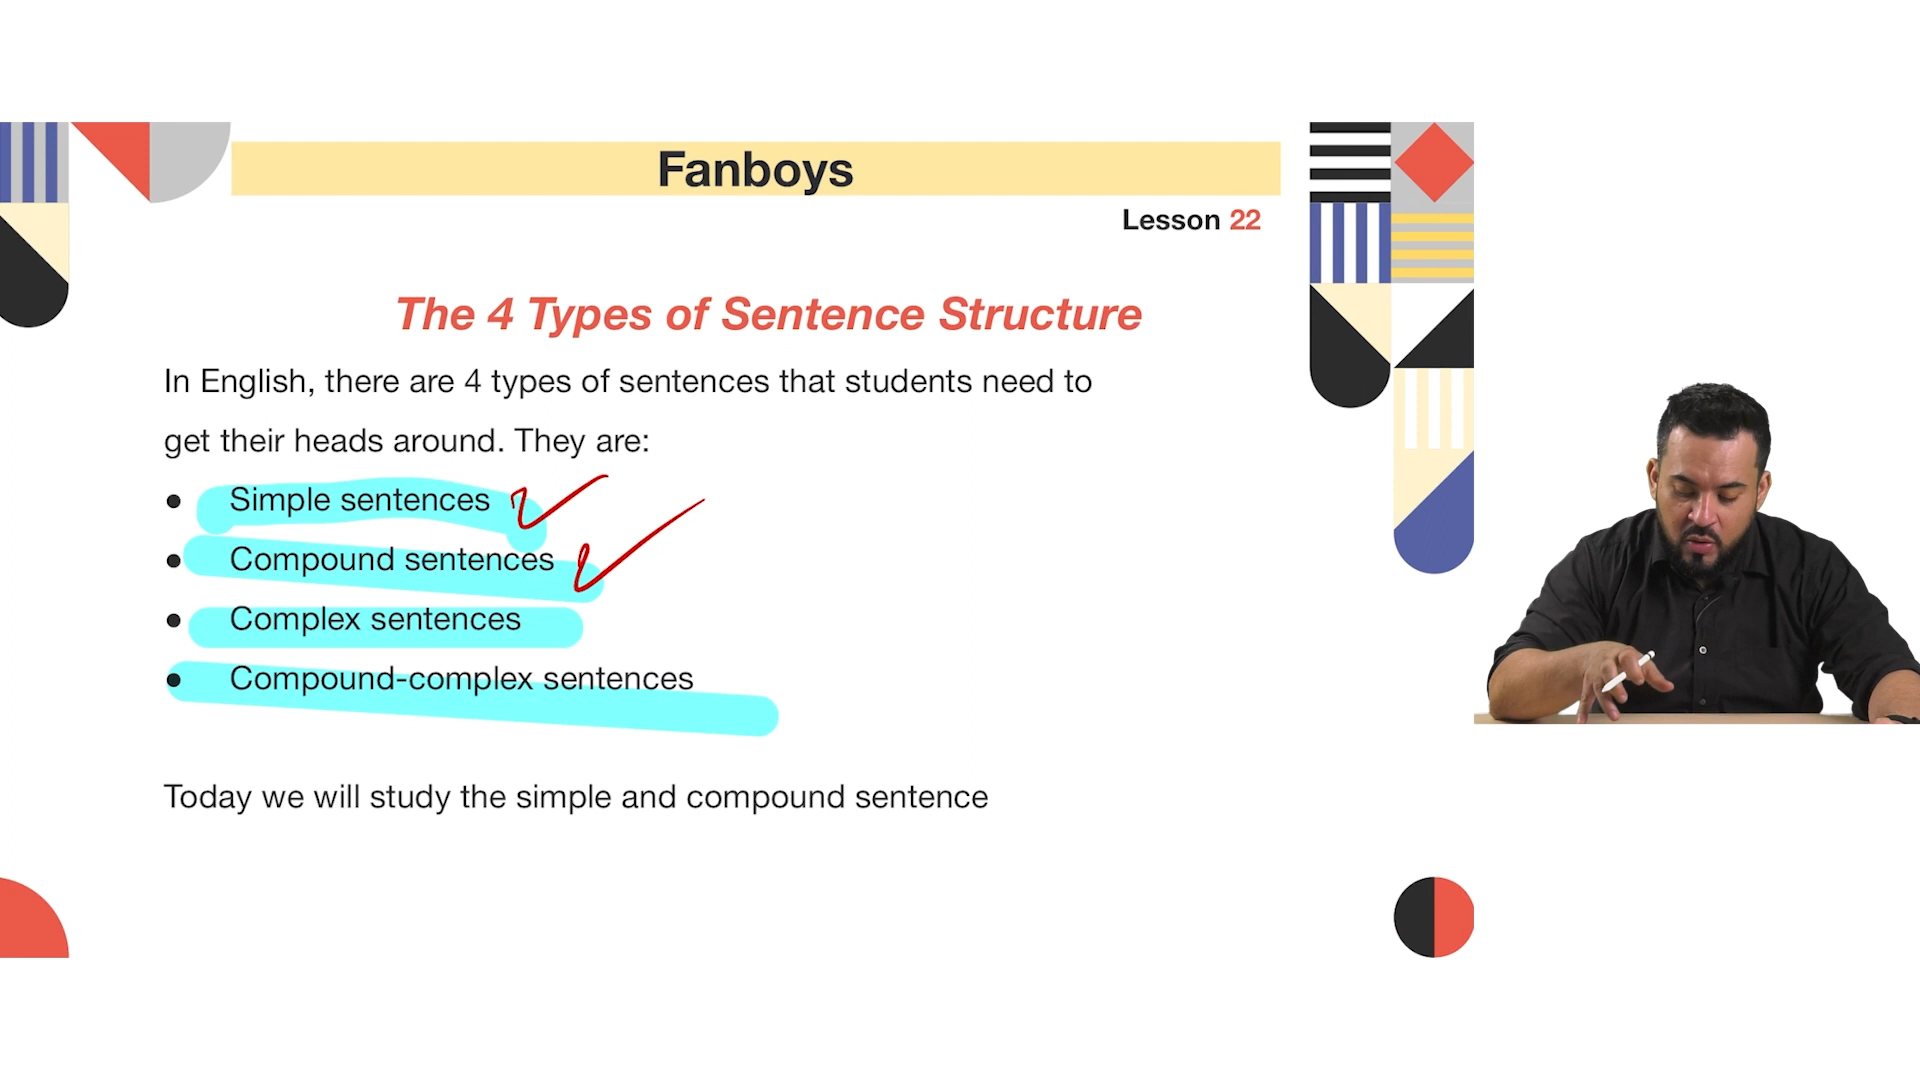 Fanboys
Lesson 22
The 4 Types of Sentence Structure
In English, there are 4 types of sentences that students need to
get their heads around. They are:
• Simple sentences
• Compound sentences
• Complex sentences
• Compound-complex sentences
Today we will study the simple and compound sentence